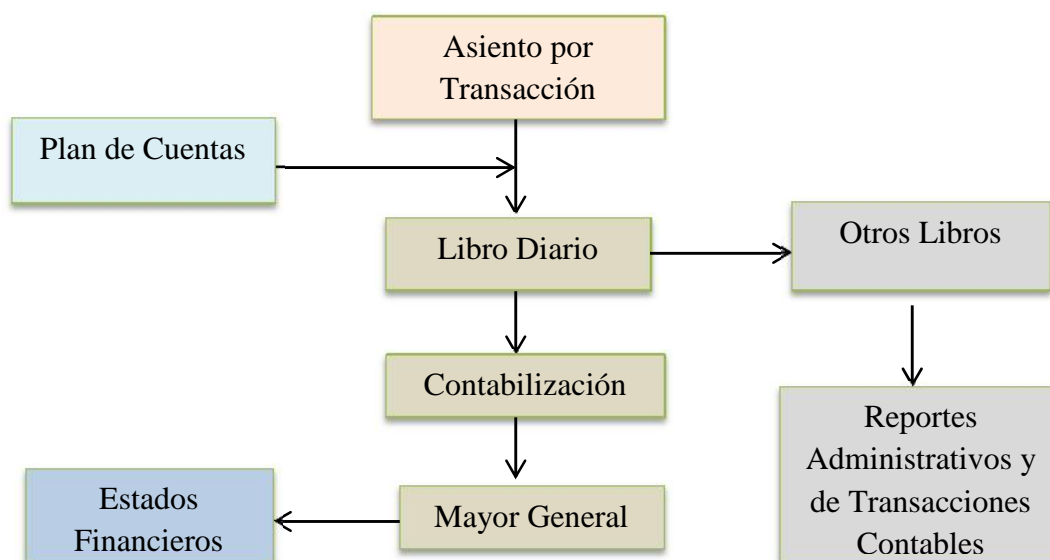 Asiento por
Transacción
Plan de Cuentas
Libro Diario
Otros Libros
Contabilización
Reportes
Administrativos y
de Transacciones
Contables
Estados
Financieros
Mayor General